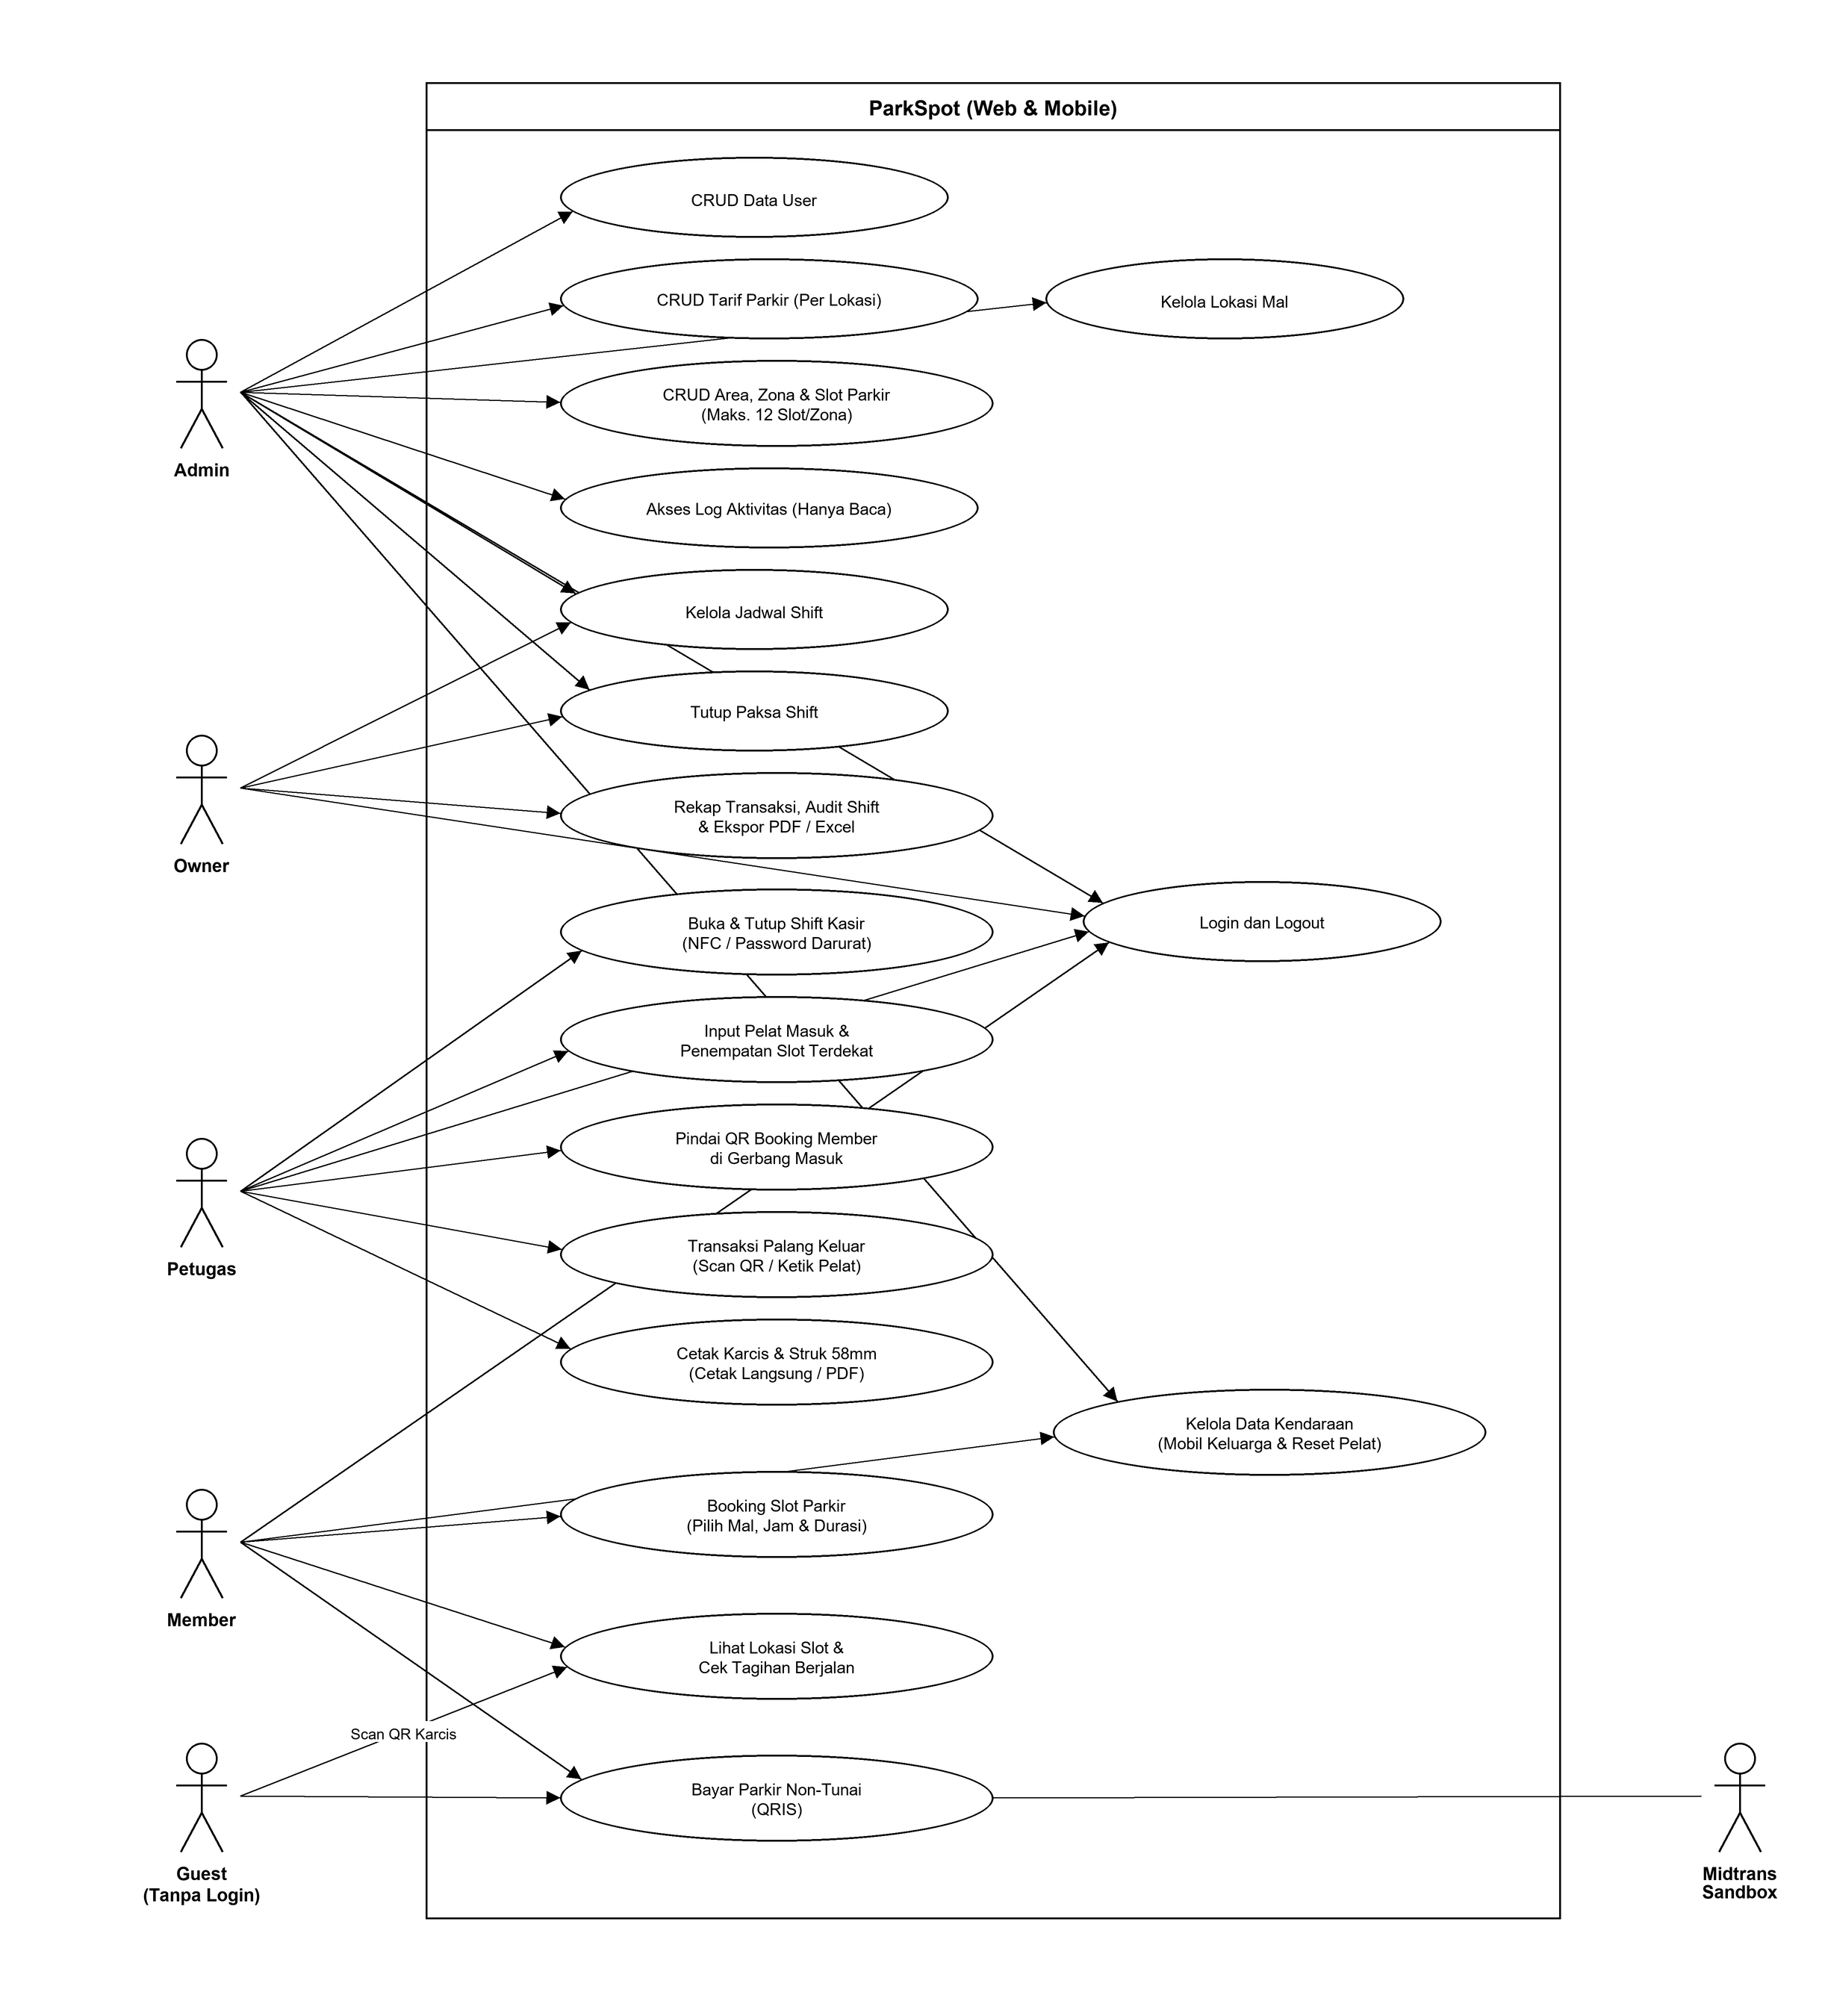 ParkSpot (Web & Mobile)
CRUD Data User
CRUD Tarif Parkir (Per Lokasi)
Kelola Lokasi Mal
CRUD Area, Zona & Slot Parkir
(Maks. 12 Slot/Zona)
Admin
Akses Log Aktivitas (Hanya Baca)
Kelola Jadwal Shift
Tutup Paksa Shift
Rekap Transaksi, Audit Shift
& Ekspor PDF / Excel
Owner
Buka & Tutup Shift Kasir
(NFC / Password Darurat)
Login dan Logout
Input Pelat Masuk &
Penempatan Slot Terdekat
Pindai QR Booking Member
di Gerbang Masuk
Petugas
Transaksi Palang Keluar
(Scan QR / Ketik Pelat)
Cetak Karcis & Struk 58mm
(Cetak Langsung / PDF)
Kelola Data Kendaraan
(Mobil Keluarga & Reset Pelat)
Booking Slot Parkir
(Pilih Mal, Jam & Durasi)
Member
Lihat Lokasi Slot &
Cek Tagihan Berjalan
Scan QR Karcis
Bayar Parkir Non-Tunai
(QRIS)
Guest
(Tanpa Login)
Midtrans
Sandbox